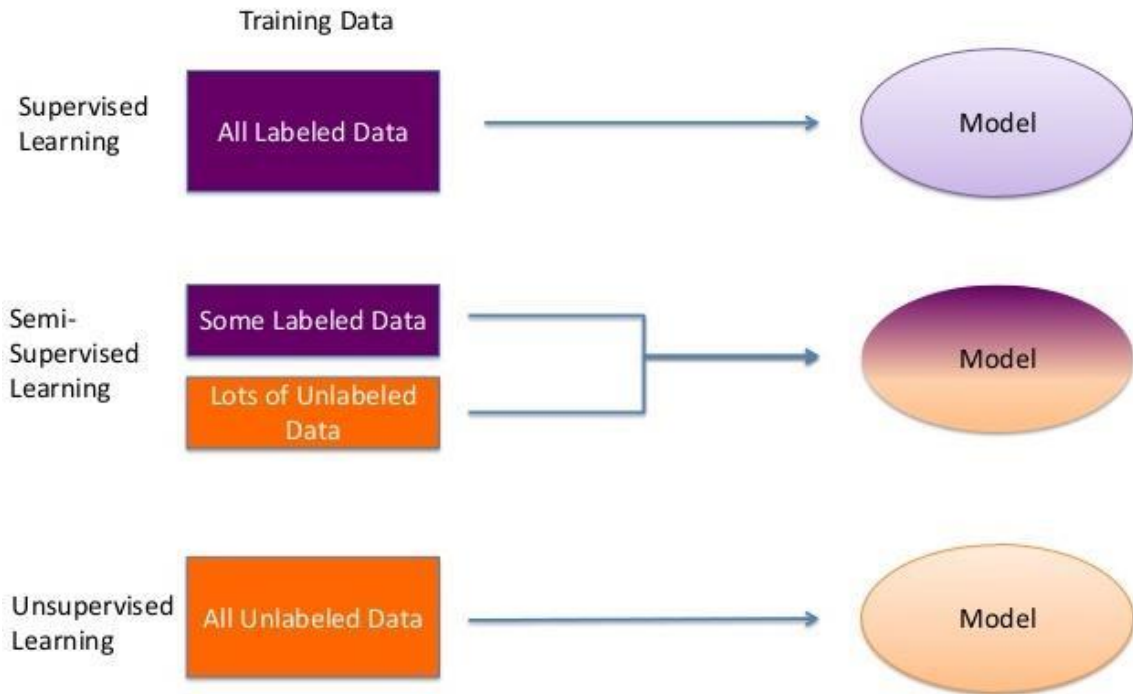 Training Data
Supervised
Learning
All Labeled Data
Model
Semi-
Supervised
Learning
Some Labeled Data
Lots of Unlabeled
Data
Model
Unsupervised
Learning
All Unlabeled Data
Model